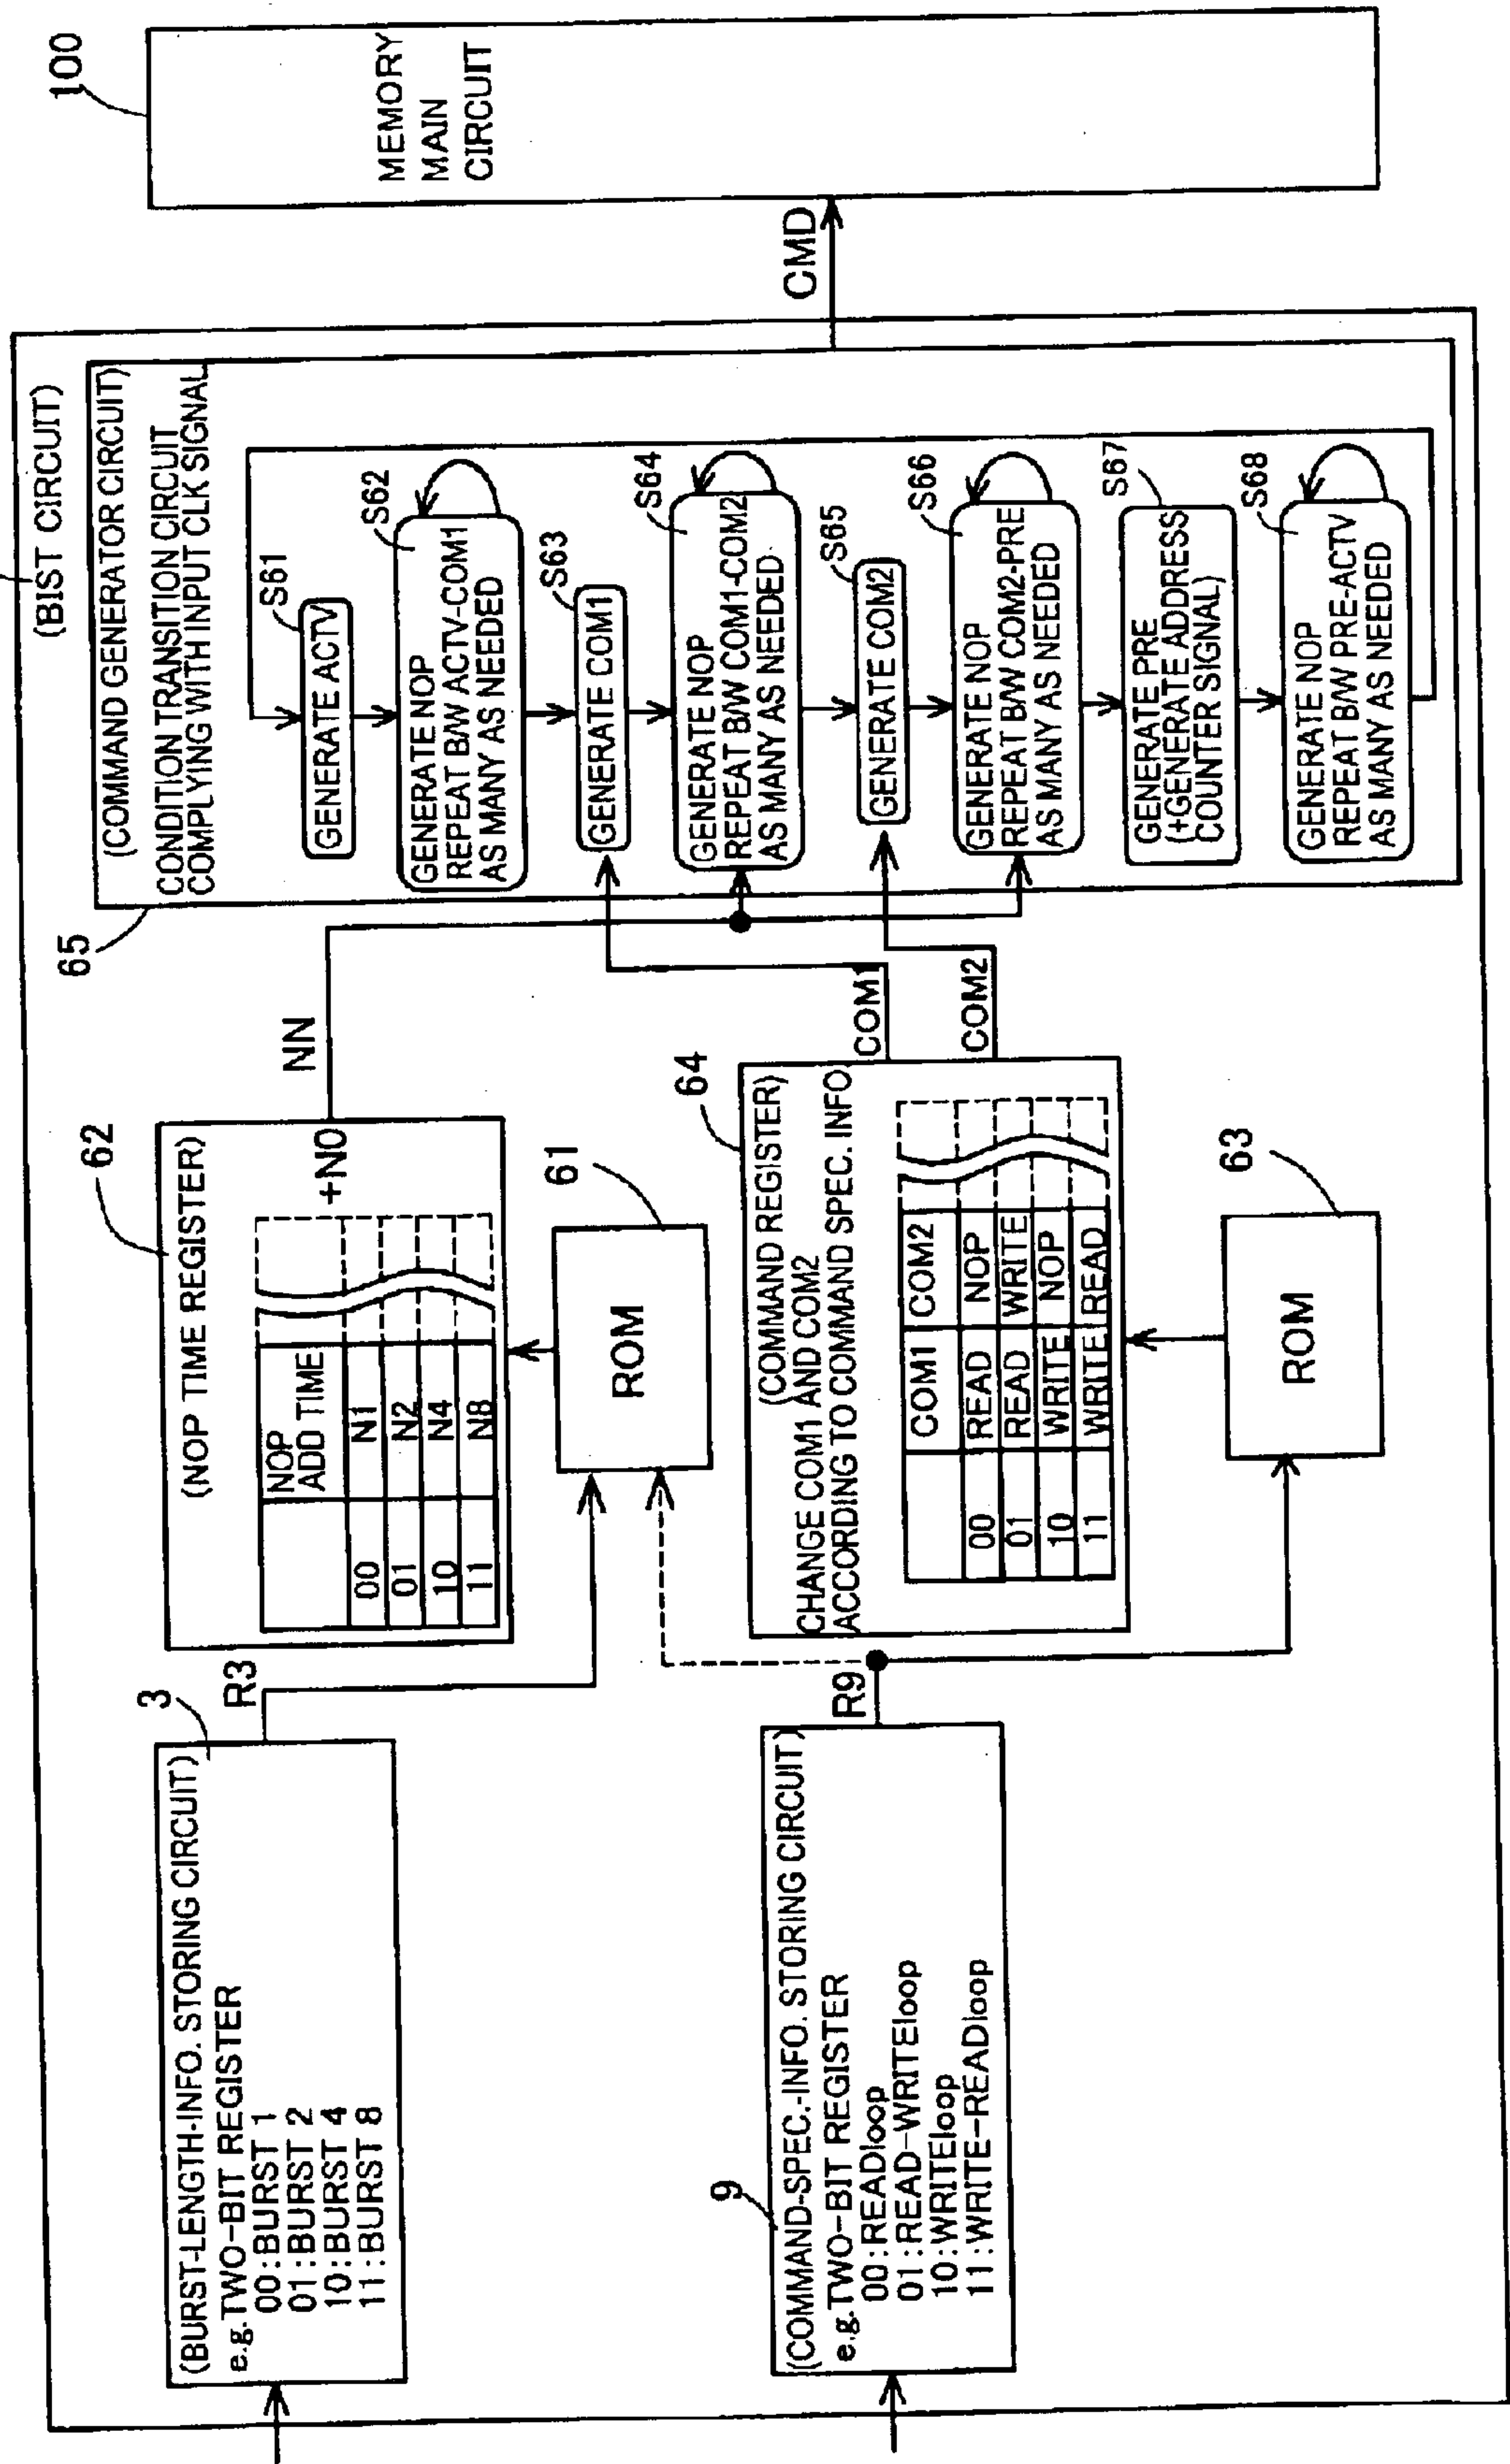 (BIST CIRCUIT)
3
(BURST-LENGTH-INFO. STORING CIRCUIT)
e.g.TWO-BIT REGISTER
00:BURST 1
01:BURST 2
10:BURST 4
11:BURST 8
R3
62
(NOP TIME REGISTER)
NOP
ADD TIME
+N0
00 N1
01 N2
10 N4
11 N8
NN
61
ROM
9
(COMMAND-SPEC.-INFO. STORING CIRCUIT)
e.g.TWO-BIT REGISTER
00:READloop
01:READ-WRITEloop
10:WRITEloop
11:WRITE-READloop
R9
64
(COMMAND REGISTER)
CHANGE COM1 AND COM2
ACCORDING TO COMMAND SPEC. INFO
COM1 COM2
00 READ NOP
01 READ WRITE
10 WRITE NOP
11 WRITE READ
COM1
COM2
63
ROM
65
(COMMAND GENERATOR CIRCUIT)
CONDITION TRANSITION CIRCUIT
COMPLYING WITH INPUT CLK SIGNAL
S61
GENERATE ACTV
S62
GENERATE NOP
REPEAT B/W ACTV-COM1
AS MANY AS NEEDED
S63
GENERATE COM1
S64
GENERATE NOP
REPEAT B/W COM1-COM2
AS MANY AS NEEDED
S65
GENERATE COM2
S66
GENERATE NOP
REPEAT B/W COM2-PRE
AS MANY AS NEEDED
S67
GENERATE PRE
(+GENERATE ADDRESS
COUNTER SIGNAL)
S68
GENERATE NOP
REPEAT B/W PRE-ACTV
AS MANY AS NEEDED
CMD
100
MEMORY
MAIN
CIRCUIT